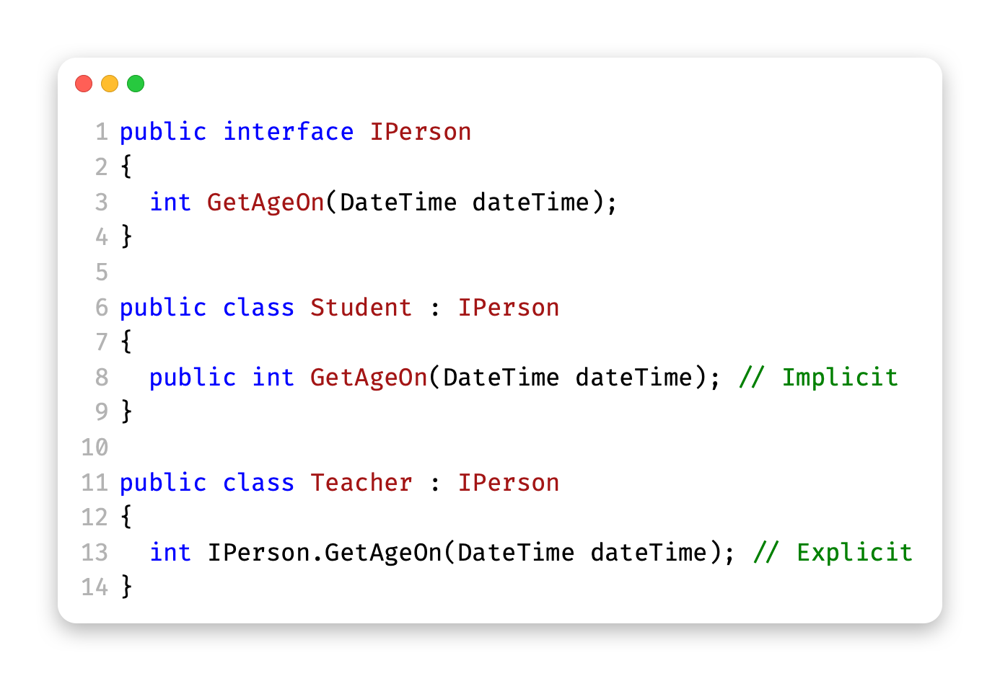 1 public interface IPerson
2 {
3   int GetAgeOn(DateTime dateTime);
4 }
5
6 public class Student : IPerson
7 {
8   public int GetAgeOn(DateTime dateTime); // Implicit
9 }
10
11 public class Teacher : IPerson
12 {
13   int IPerson.GetAgeOn(DateTime dateTime); // Explicit
14 }